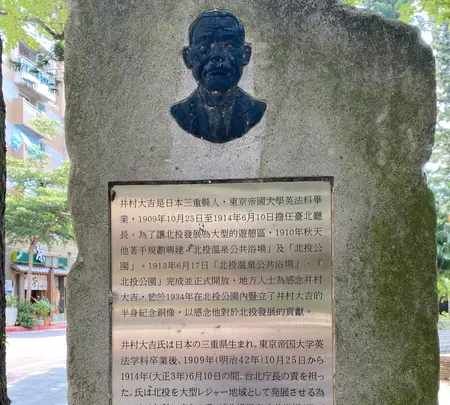 井村大吉是日本三重縣人，東京帝國大學英法科畢
業，1909年10月25日至1914年6月10日擔任臺北廳
長。為了讓北投發展為大型的遊憩區，1910年秋天
他著手規劃興建「北投溫泉公共浴場」及「北投公
園」。1913年6月17日「北投溫泉公共浴場」、「
北投公園」完成並正式開放，地方人士為感念井村
大吉，於1934年在北投公園內豎立了井村大吉的
半身紀念銅像，以感念他對於北投發展的貢獻。
井村大吉氏は日本の三重県生まれ。東京帝国大学英
法学科卒業後、1909年(明治42年)10月25日から
1914年(大正3年)6月10日の間、台北庁長の責を担っ
た。氏は北投を大型レジャー地域として発展させる為